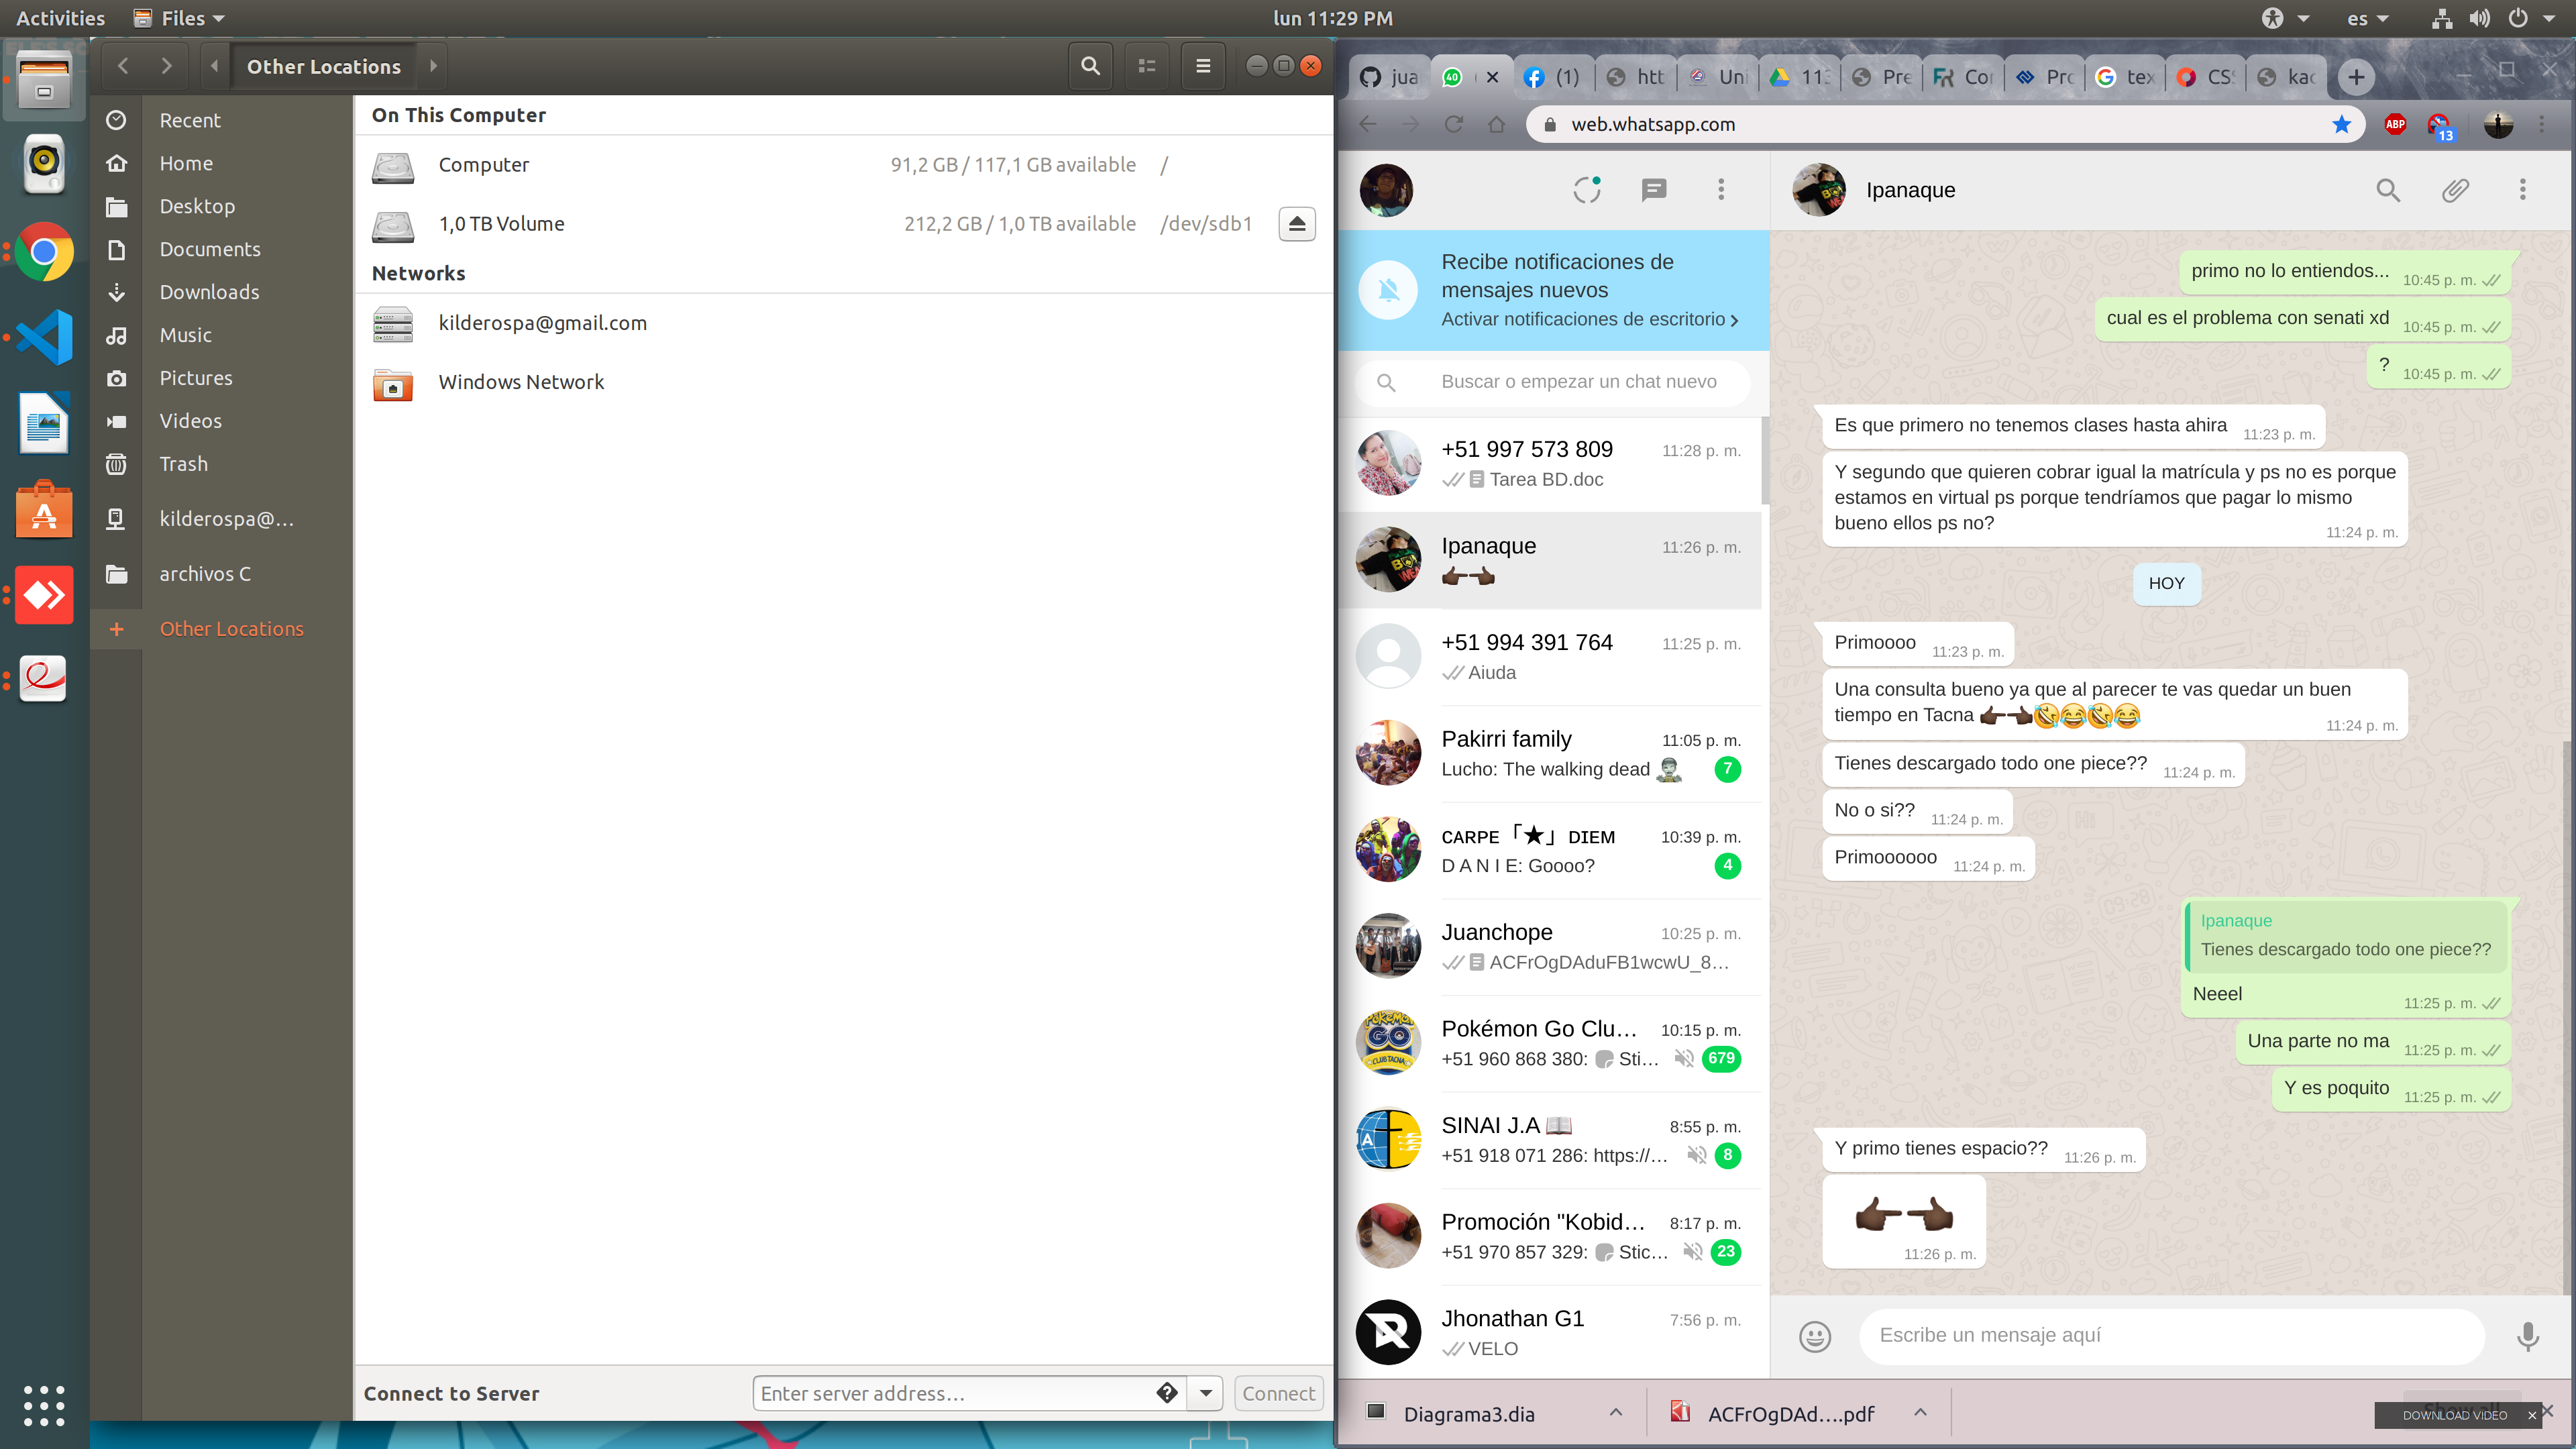 Activities
Files
lun 11:29 PM
es
Other Locations
Recent
Home
Desktop
Documents
Downloads
Music
Pictures
Videos
Trash
kilderospa@...
archivos C
Other Locations
On This Computer
Computer 91,2 GB / 117,1 GB available /
1,0 TB Volume 212,2 GB / 1,0 TB available /dev/sdb1
Networks
kilderospa@gmail.com
Windows Network
Connect to Server
Enter server address...
Connect
jua
40
(1)
htt
Uni
113
Pre
Cor
Pro
tex
CSS
kac
web.whatsapp.com
ABP
13
Recibe notificaciones de
mensajes nuevos
Activar notificaciones de escritorio
Buscar o empezar un chat nuevo
+51 997 573 809 11:28 p. m.
Tarea BD.doc
Ipanaque 11:26 p. m.
+51 994 391 764 11:25 p. m.
Aiuda
Pakirri family 11:05 p. m.
Lucho: The walking dead 🧟 7
ᴄᴀʀᴘᴇ「★」ᴅɪᴇᴍ 10:39 p. m.
D A N I E: Goooo? 4
Juanchope 10:25 p. m.
ACFrOgDAduFB1wcwU_8...
Pokémon Go Clu... 10:15 p. m.
+51 960 868 380: Sti... 679
SINAI J.A 📖 8:55 p. m.
+51 918 071 286: https://... 8
Promoción "Kobid... 8:17 p. m.
+51 970 857 329: Stic... 23
Jhonathan G1 7:56 p. m.
VELO
Ipanaque
primo no lo entiendos... 10:45 p. m.
cual es el problema con senati xd 10:45 p. m.
? 10:45 p. m.
Es que primero no tenemos clases hasta ahira 11:23 p. m.
Y segundo que quieren cobrar igual la matrícula y ps no es porque
estamos en virtual ps porque tendríamos que pagar lo mismo
bueno ellos ps no? 11:24 p. m.
HOY
Primoooo 11:23 p. m.
Una consulta bueno ya que al parecer te vas quedar un buen
tiempo en Tacna 👉🏿👈🏿🤣😂🤣😂 11:24 p. m.
Tienes descargado todo one piece?? 11:24 p. m.
No o si?? 11:24 p. m.
Primoooooo 11:24 p. m.
Ipanaque
Tienes descargado todo one piece??
Neeel 11:25 p. m.
Una parte no ma 11:25 p. m.
Y es poquito 11:25 p. m.
Y primo tienes espacio?? 11:26 p. m.
11:26 p. m.
Escribe un mensaje aquí
Diagrama3.dia
ACFrOgDAd....pdf
Show all
DOWNLOAD VIDEO